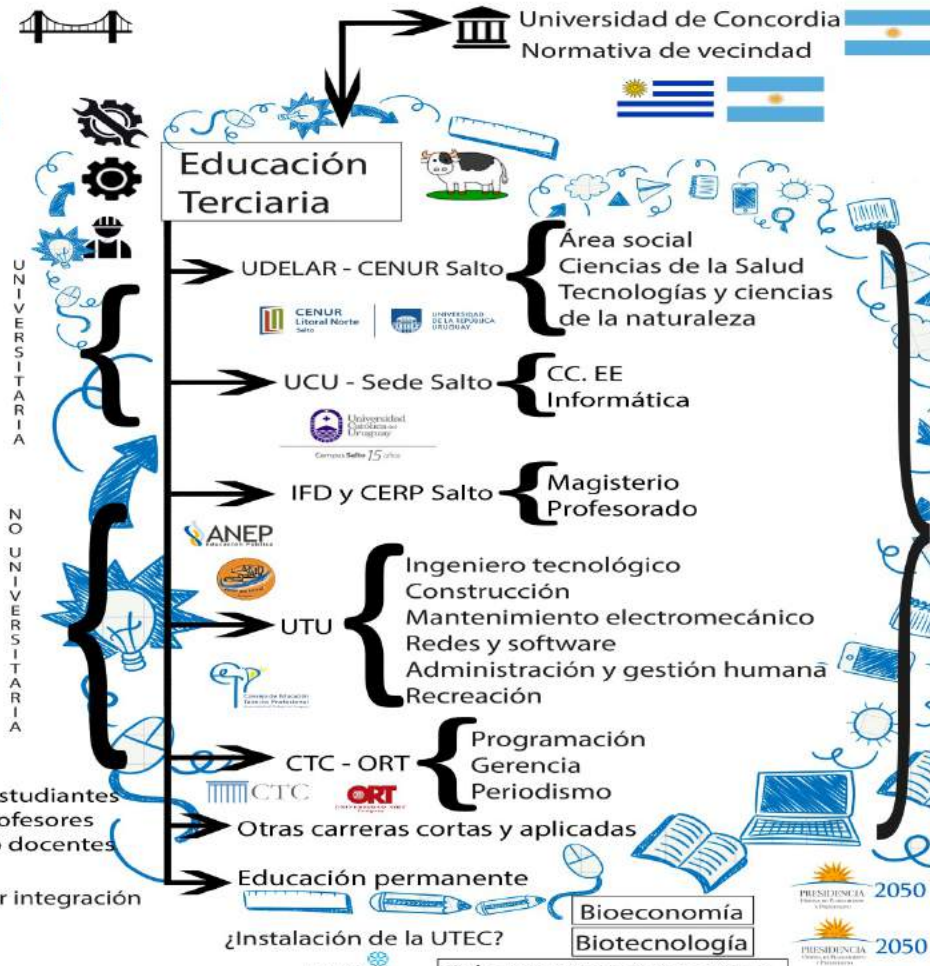 Universidad de Concordia
Normativa de vecindad
Educación
Terciaria
UNIVERSITARIA
UDELAR - CENUR Salto
Área social
Ciencias de la Salud
Tecnologías y ciencias
de la naturaleza
CENUR
Litoral Norte
Salto
UNIVERSIDAD
DE LA REPÚBLICA
URUGUAY
UCU - Sede Salto
CC. EE
Informática
Universidad
Católica del
Uruguay
Campus Salto 15 años
NO UNIVERSITARIA
IFD y CERP Salto
Magisterio
Profesorado
ANEP
Educación Pública
UTU
Ingeniero tecnológico
Construcción
Mantenimiento electromecánico
Redes y software
Administración y gestión humana
Recreación
Consejo de Educación
Técnico Profesional
CTC - ORT
Programación
Gerencia
Periodismo
CTC
ORT
studiantes
ofesores
docentes
Otras carreras cortas y aplicadas
r integración
Educación permanente
¿Instalación de la UTEC?
Bioeconomía
Biotecnología
PRESIDENCIA 2050
PRESIDENCIA 2050